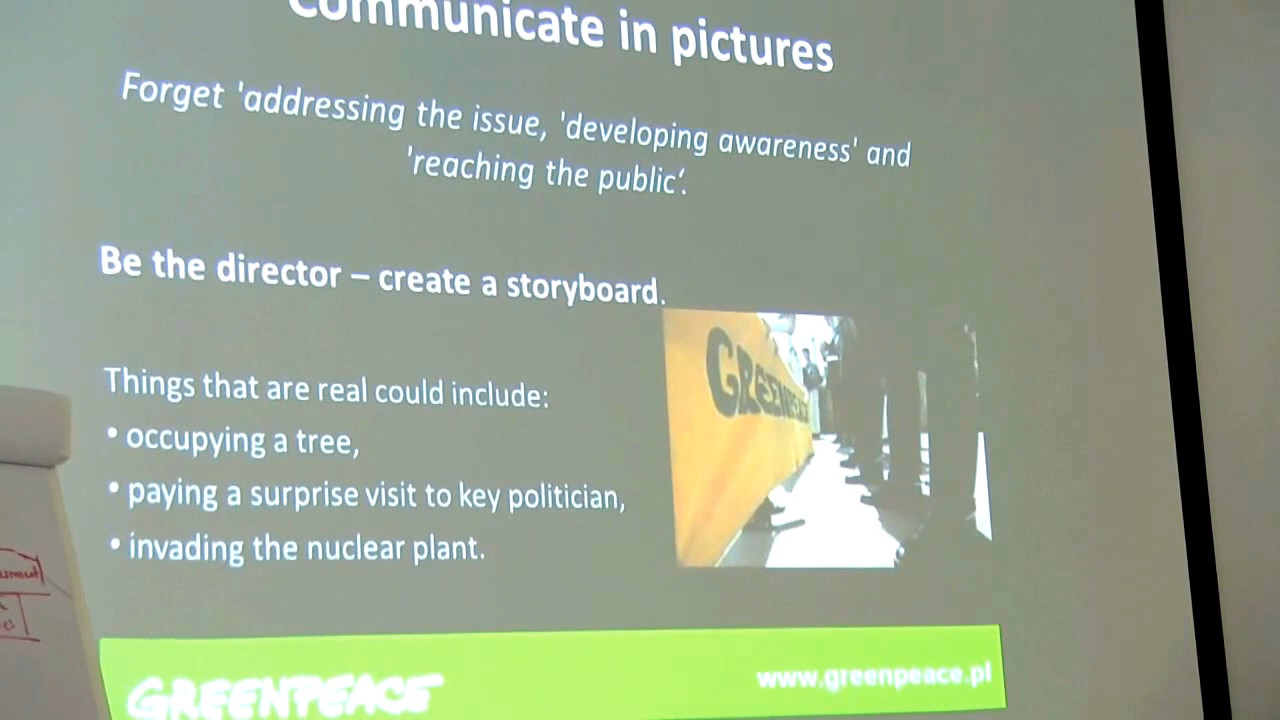 Communicate in pictures
Forget 'addressing the issue, 'developing awareness' and
'reaching the public‘.
Be the director – create a storyboard.
Things that are real could include:
• occupying a tree,
• paying a surprise visit to key politician,
• invading the nuclear plant.
GREENPEACE
GREENPEACE
www.greenpeace.pl